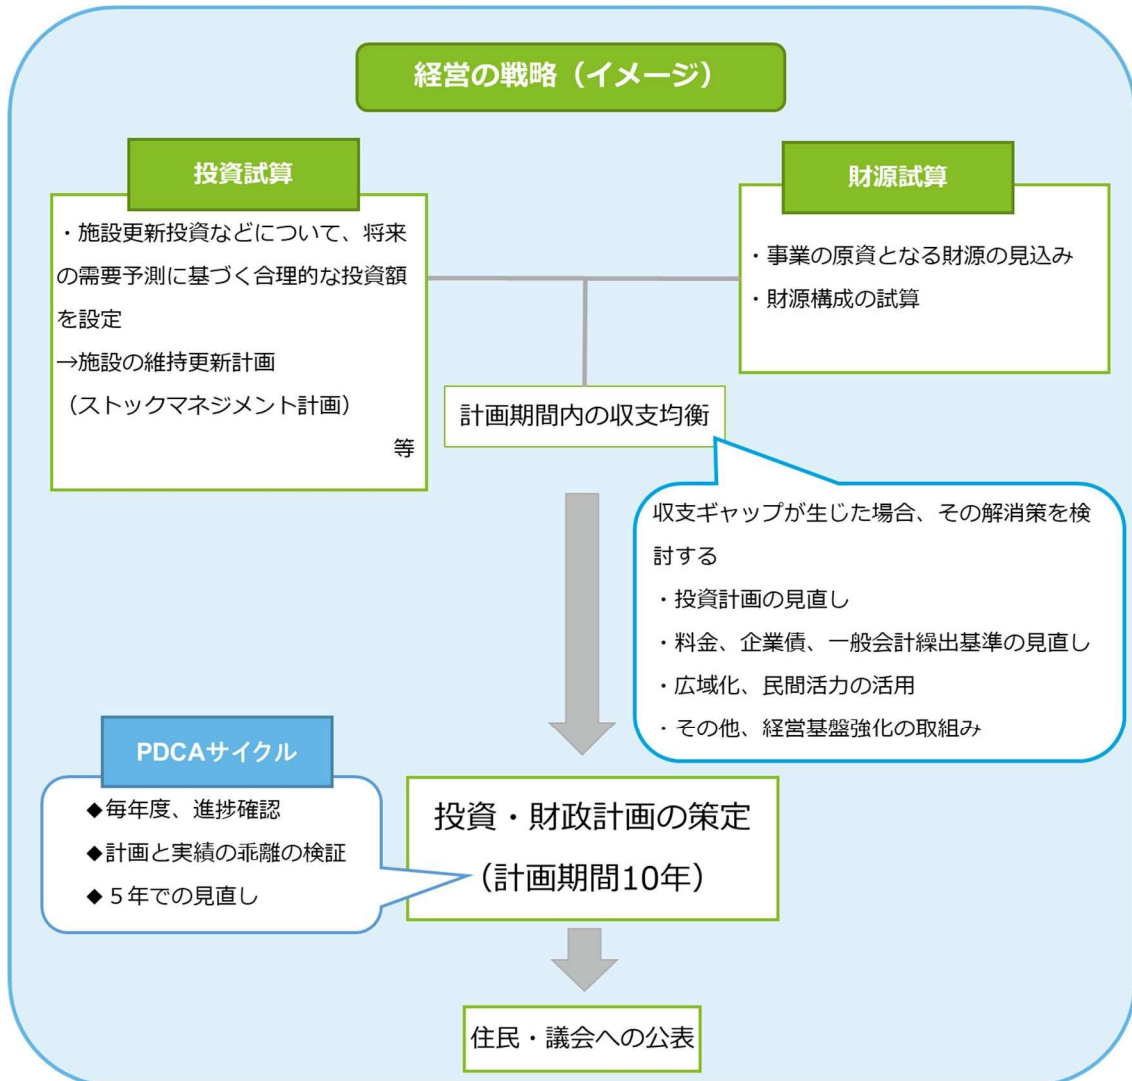 経営の戦略（イメージ）
投資試算
・施設更新投資などについて、将来
の需要予測に基づく合理的な投資額
を設定
→施設の維持更新計画
（ストックマネジメント計画）
等
財源試算
・事業の原資となる財源の見込み
・財源構成の試算
計画期間内の収支均衡
収支ギャップが生じた場合、その解消策を検
討する
・投資計画の見直し
・料金、企業債、一般会計繰出基準の見直し
・広域化、民間活力の活用
・その他、経営基盤強化の取組み
PDCAサイクル
◆毎年度、進捗確認
◆計画と実績の乖離の検証
◆５年での見直し
投資・財政計画の策定
（計画期間10年）
住民・議会への公表